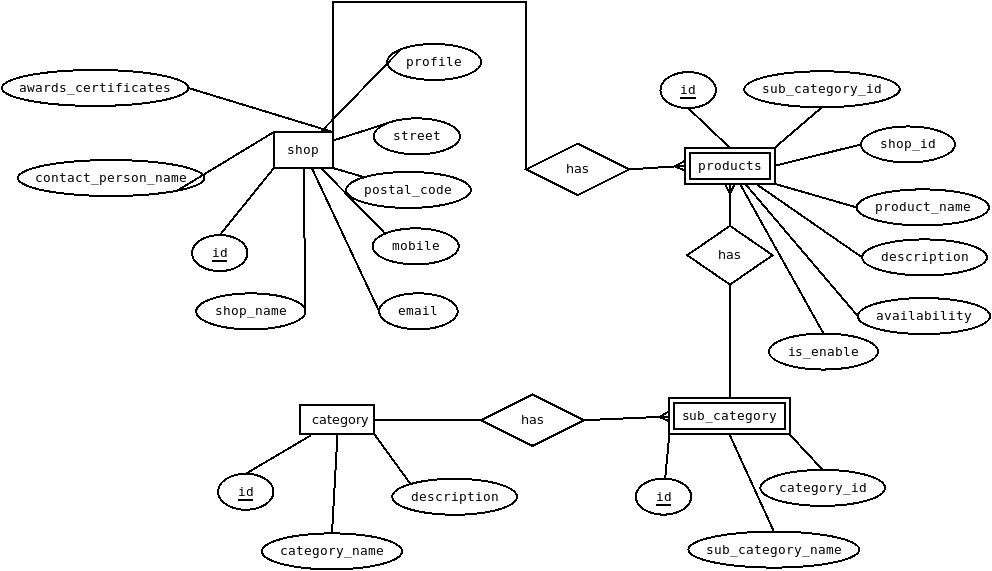 profile
awards_certificates
id
sub_category_id
street
shop_id
shop
products
has
contact_person_name
postal_code
product_name
mobile
id
has
description
shop_name
email
availability
is_enable
category
has
sub_category
id
description
id
category_id
category_name
sub_category_name